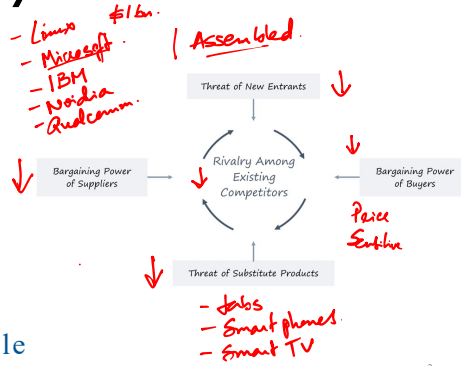 - Linux $1bn.
- Microsoft
- IBM
- Nvidia
- Qualcomm.
Assembled
Threat of New Entrants
Bargaining Power
of Suppliers
Rivalry Among
Existing
Competitors
Bargaining Power
of Buyers
Price
Sensitive
Threat of Substitute Products
- Tabs
- Smart phones
- Smart TV
le